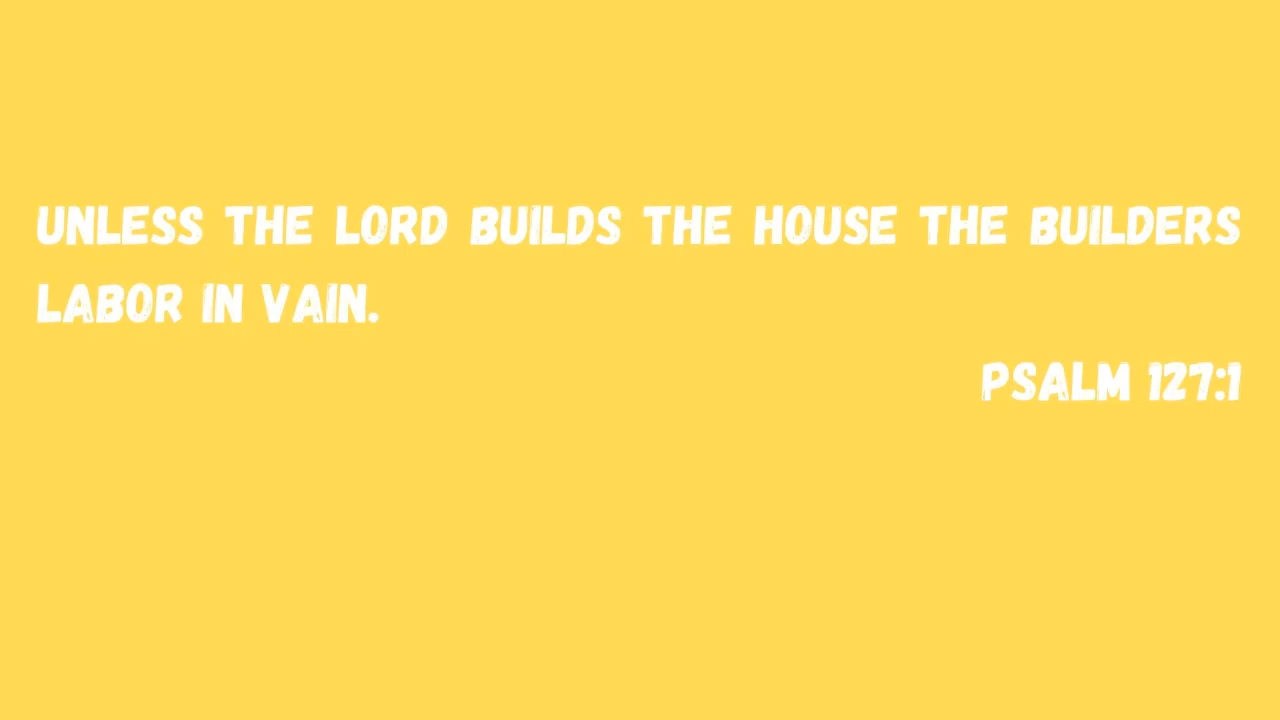 UNLESS THE LORD BUILDS THE HOUSE THE BUILDERS
LABOR IN VAIN.
PSALM 127:1